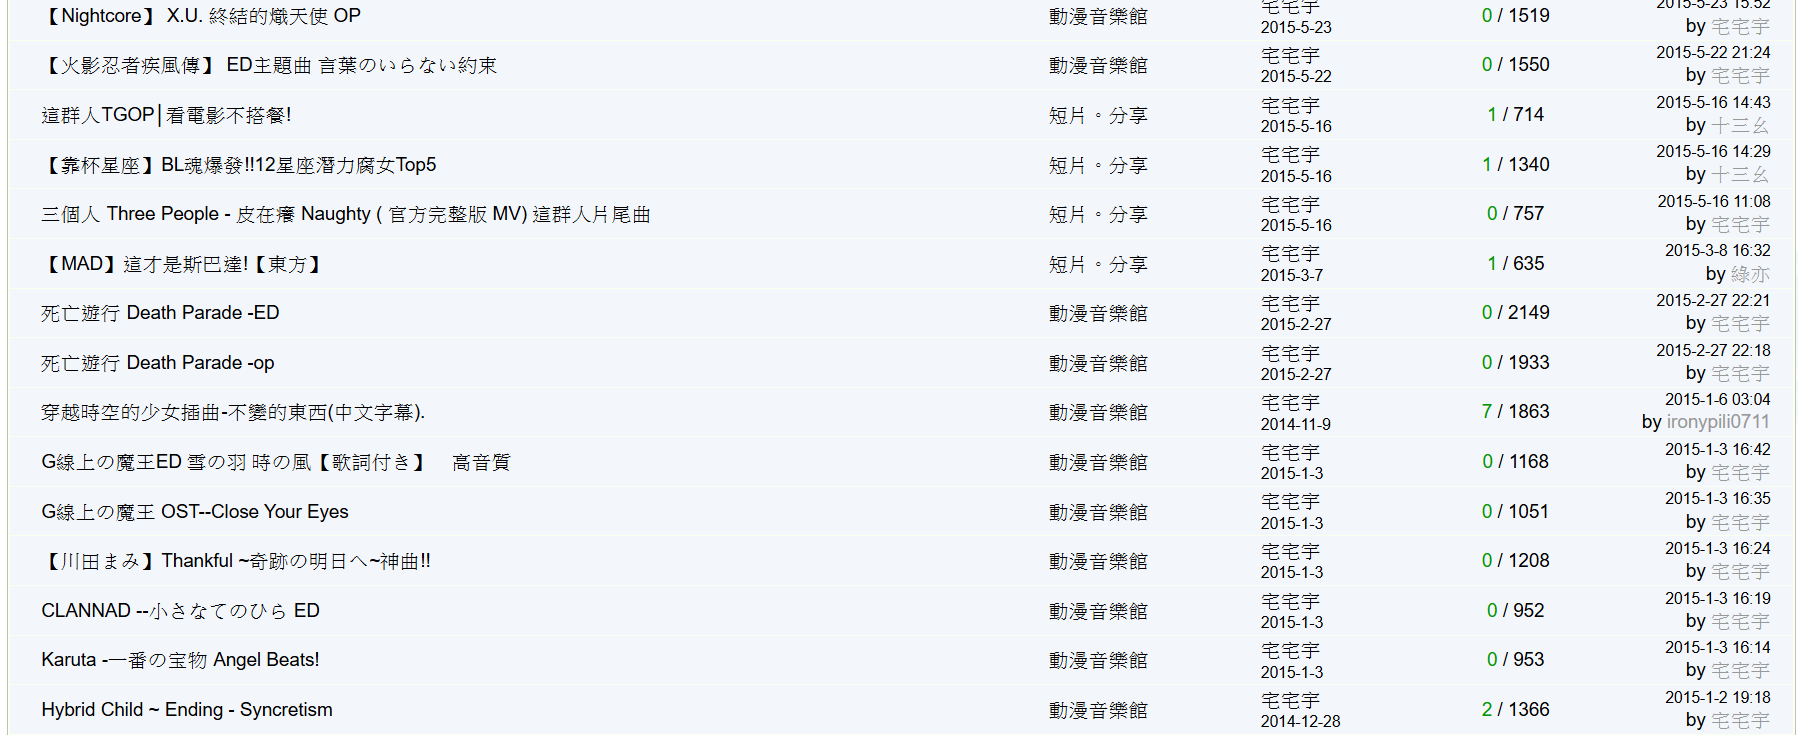 【Nightcore】 X.U. 終結的熾天使 OP 動漫音樂館 宅宅宇 0 / 1519 2015-5-23 15:52
2015-5-23 by 宅宅宇
【火影忍者疾風傳】 ED主題曲 言葉のいらない約束 動漫音樂館 宅宅宇 0 / 1550 2015-5-22 21:24
2015-5-22 by 宅宅宇
這群人TGOP│看電影不搭餐! 短片。分享 宅宅宇 1 / 714 2015-5-16 14:43
2015-5-16 by 十三幺
【靠杯星座】BL魂爆發!!12星座潛力腐女Top5 短片。分享 宅宅宇 1 / 1340 2015-5-16 14:29
2015-5-16 by 十三幺
三個人 Three People - 皮在癢 Naughty ( 官方完整版 MV) 這群人片尾曲 短片。分享 宅宅宇 0 / 757 2015-5-16 11:08
2015-5-16 by 宅宅宇
【MAD】這才是斯巴達!【東方】 短片。分享 宅宅宇 1 / 635 2015-3-8 16:32
2015-3-7 by 綠亦
死亡遊行 Death Parade -ED 動漫音樂館 宅宅宇 0 / 2149 2015-2-27 22:21
2015-2-27 by 宅宅宇
死亡遊行 Death Parade -op 動漫音樂館 宅宅宇 0 / 1933 2015-2-27 22:18
2015-2-27 by 宅宅宇
穿越時空的少女插曲-不變的東西(中文字幕). 動漫音樂館 宅宅宇 7 / 1863 2015-1-6 03:04
2014-11-9 by ironypili0711
G線上の魔王ED 雪の羽 時の風【歌詞付き】　高音質 動漫音樂館 宅宅宇 0 / 1168 2015-1-3 16:42
2015-1-3 by 宅宅宇
G線上の魔王 OST--Close Your Eyes 動漫音樂館 宅宅宇 0 / 1051 2015-1-3 16:35
2015-1-3 by 宅宅宇
【川田まみ】Thankful ~奇跡の明日へ~神曲!! 動漫音樂館 宅宅宇 0 / 1208 2015-1-3 16:24
2015-1-3 by 宅宅宇
CLANNAD --小さなてのひら ED 動漫音樂館 宅宅宇 0 / 952 2015-1-3 16:19
2015-1-3 by 宅宅宇
Karuta -一番の宝物 Angel Beats! 動漫音樂館 宅宅宇 0 / 953 2015-1-3 16:14
2015-1-3 by 宅宅宇
Hybrid Child ~ Ending - Syncretism 動漫音樂館 宅宅宇 2 / 1366 2015-1-2 19:18
2014-12-28 by 宅宅宇